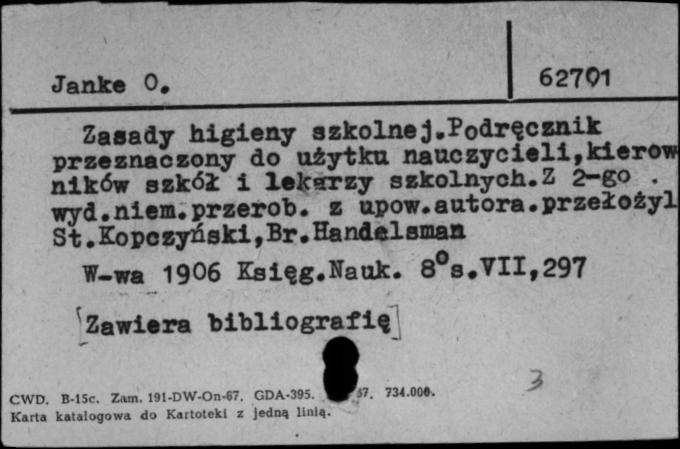 Janke O. 62701
Zasady higieny szkolnej.Podręcznik
przeznaczony do użytku nauczycieli,kierow
ników szkół i lekarzy szkolnych.Z 2-go .
wyd.niem.przerob. z upow.autora.przełożyl
St.Kopczyński,Br.Handelsman
W-wa 1906 Księg.Nauk. 8°s.VII,297
[Zawiera bibliografię]
3
CWD. B-15c. Zam. 191-DW-On-67. GDA-395. 67. 734.000.
Karta katalogowa do Kartoteki z jedną linią.